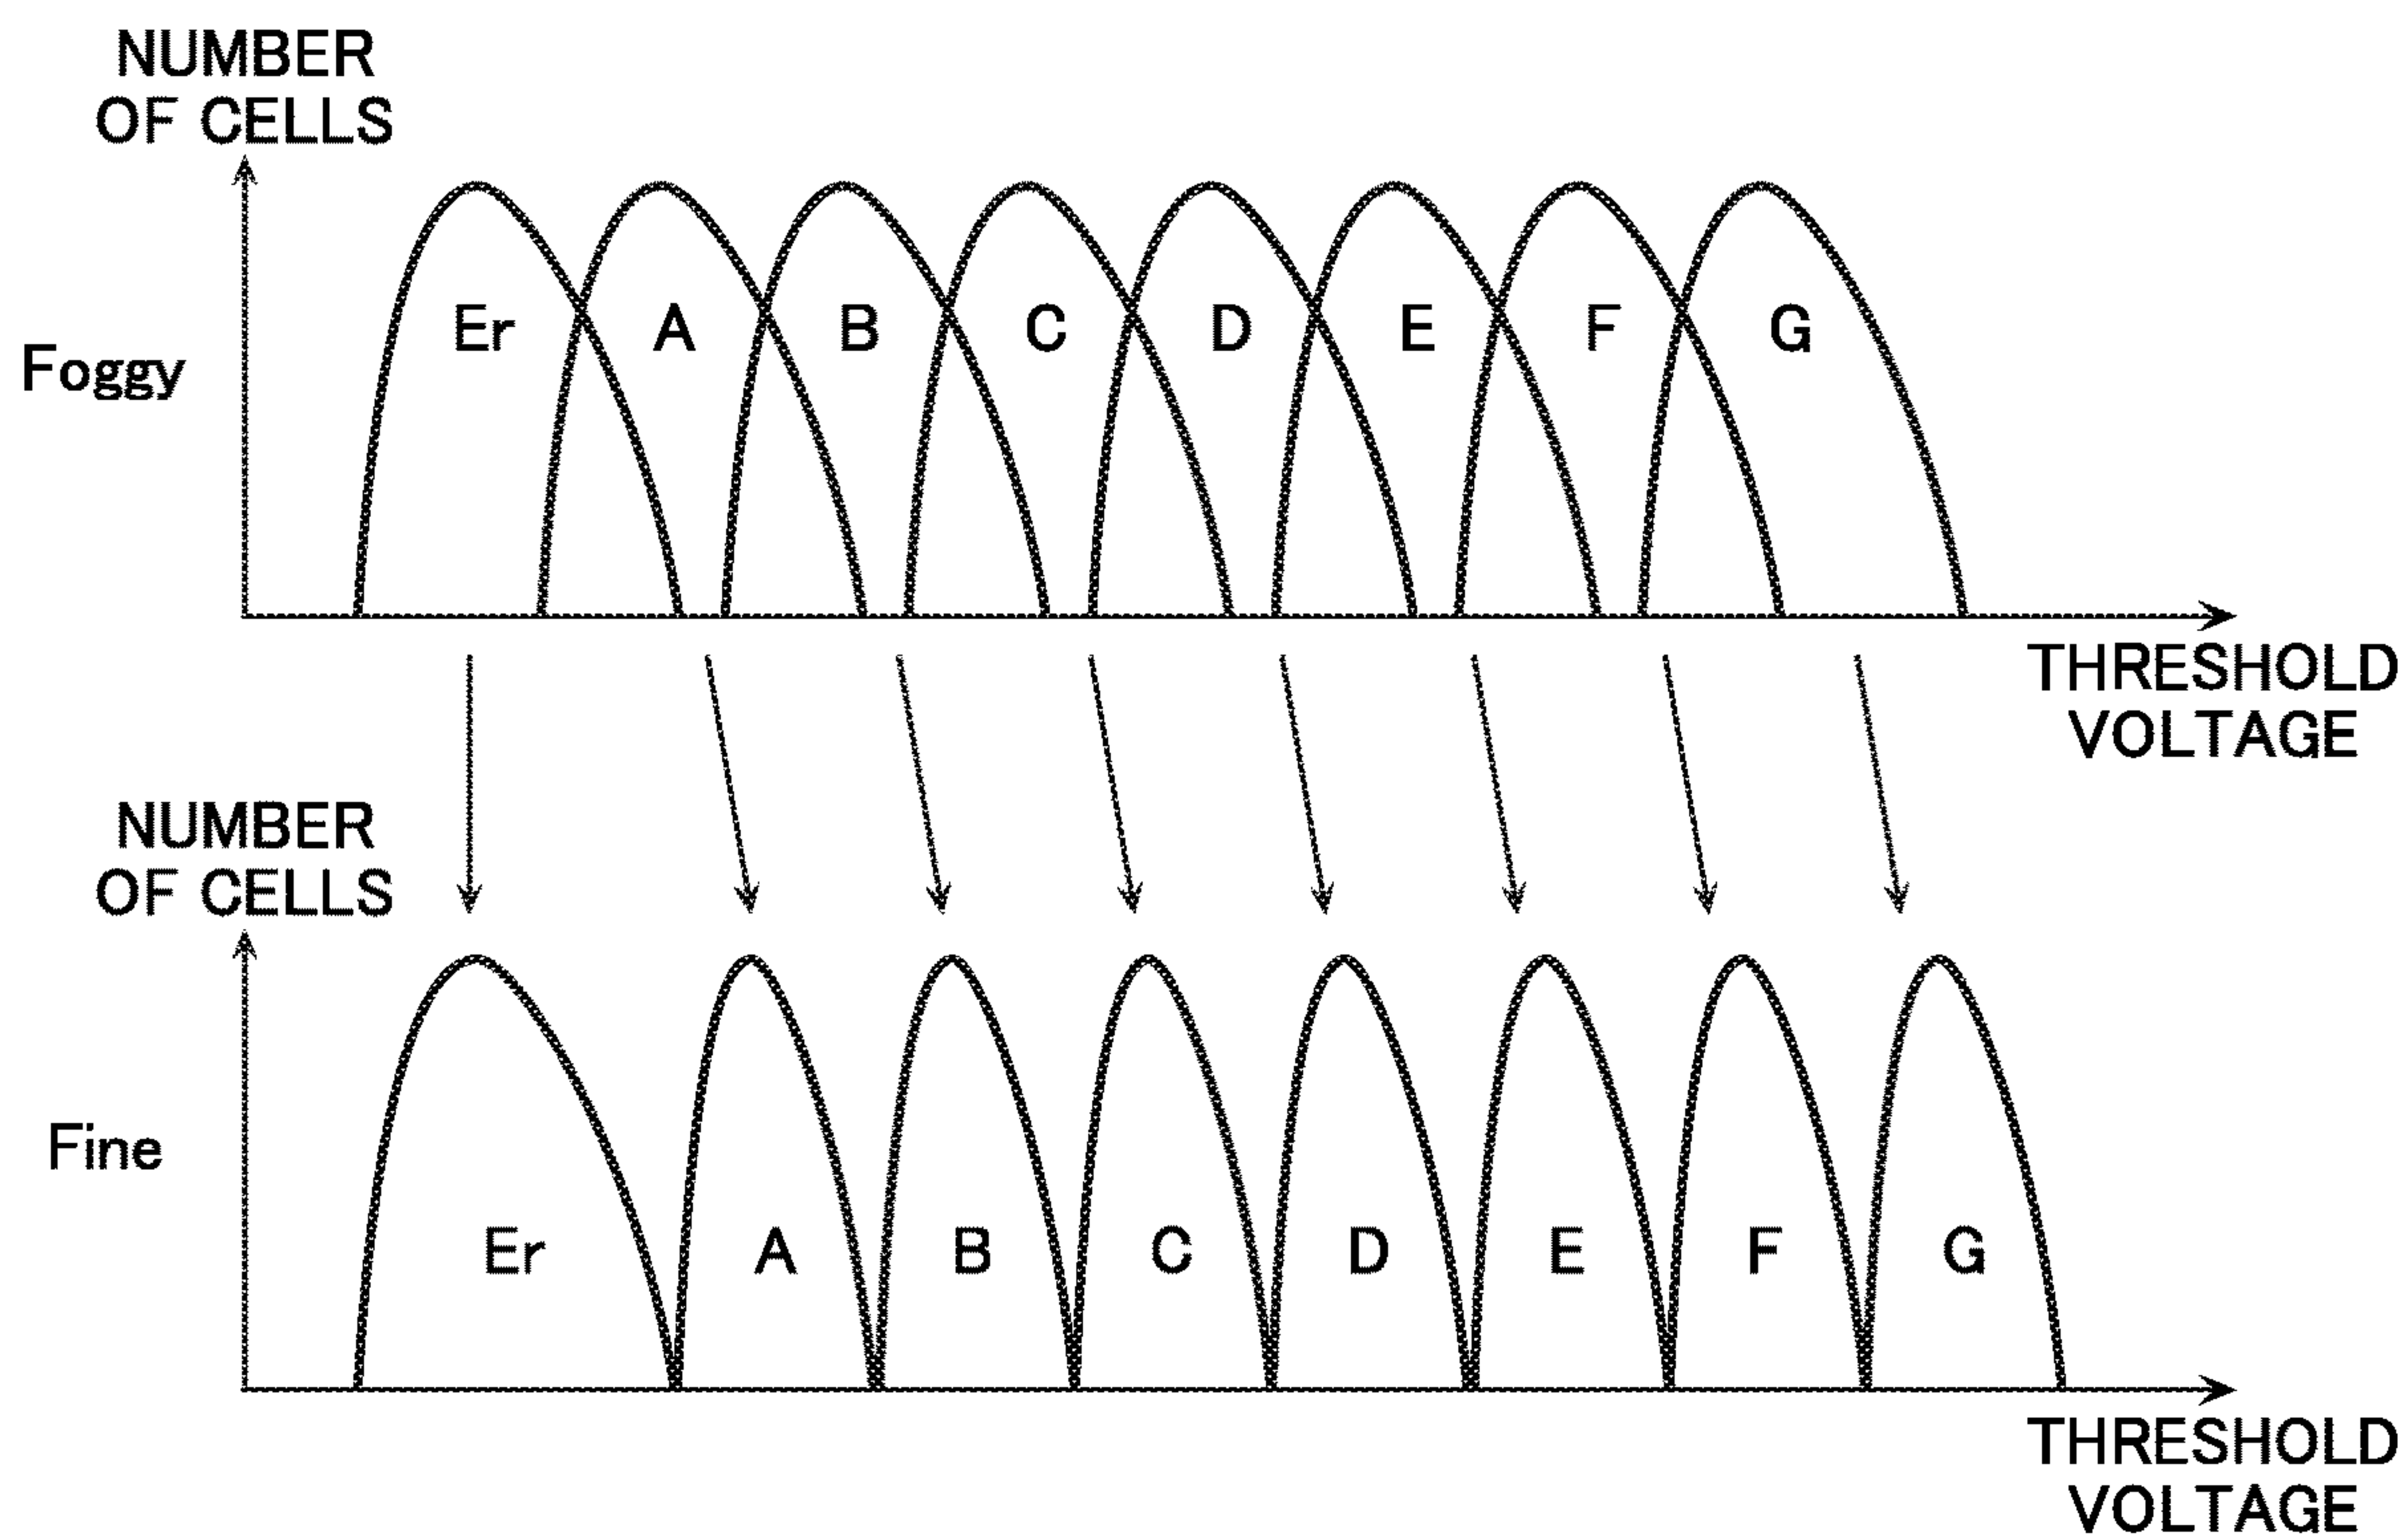 NUMBER
OF CELLS
Foggy
Er A B C D E F G
THRESHOLD
VOLTAGE
NUMBER
OF CELLS
Fine
Er A B C D E F G
THRESHOLD
VOLTAGE